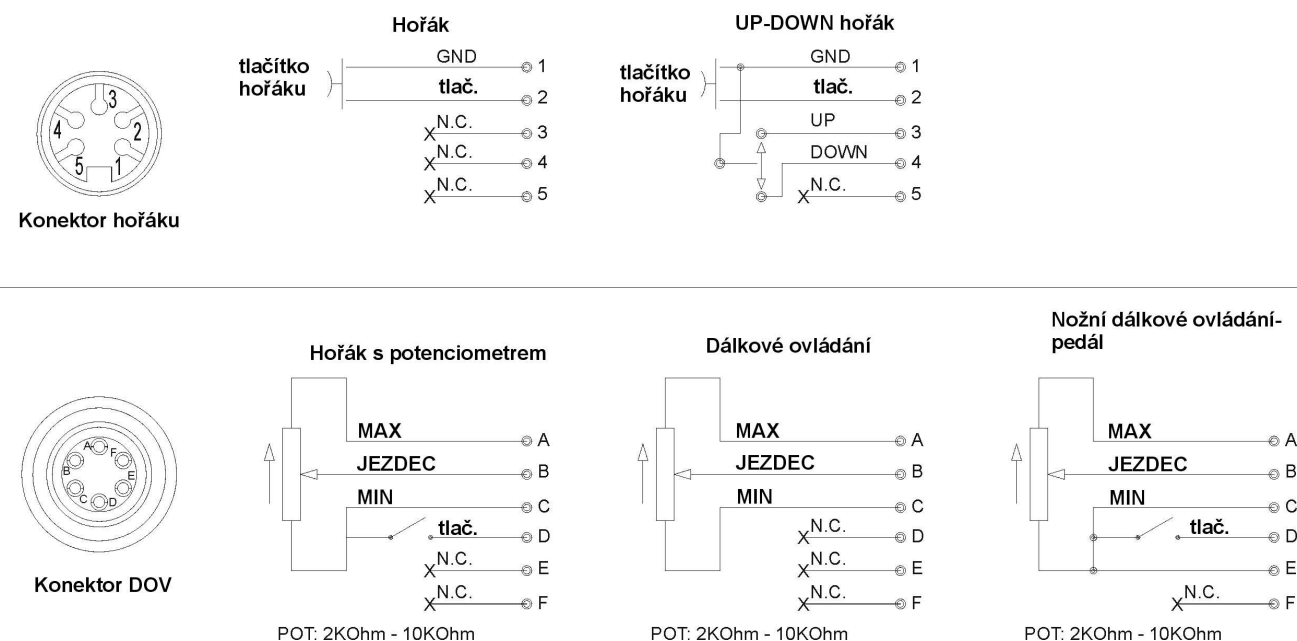 Hořák
tlačítko
hořáku
GND
1
tlač.
2
N.C.
3
N.C.
4
N.C.
5
UP-DOWN hořák
tlačítko
hořáku
GND
1
tlač.
2
UP
3
DOWN
4
N.C.
5
3
4
2
5
1
Konektor hořáku
Hořák s potenciometrem
MAX
A
JEZDEC
B
MIN
C
tlač.
D
N.C.
E
N.C.
F
POT: 2KOhm - 10KOhm
Dálkové ovládání
MAX
A
JEZDEC
B
MIN
C
N.C.
D
N.C.
E
N.C.
F
POT: 2KOhm - 10KOhm
Nožní dálkové ovládání-
pedál
MAX
A
JEZDEC
B
MIN
C
tlač.
D
E
N.C.
F
POT: 2KOhm - 10KOhm
A
F
B
E
C
D
Konektor DOV